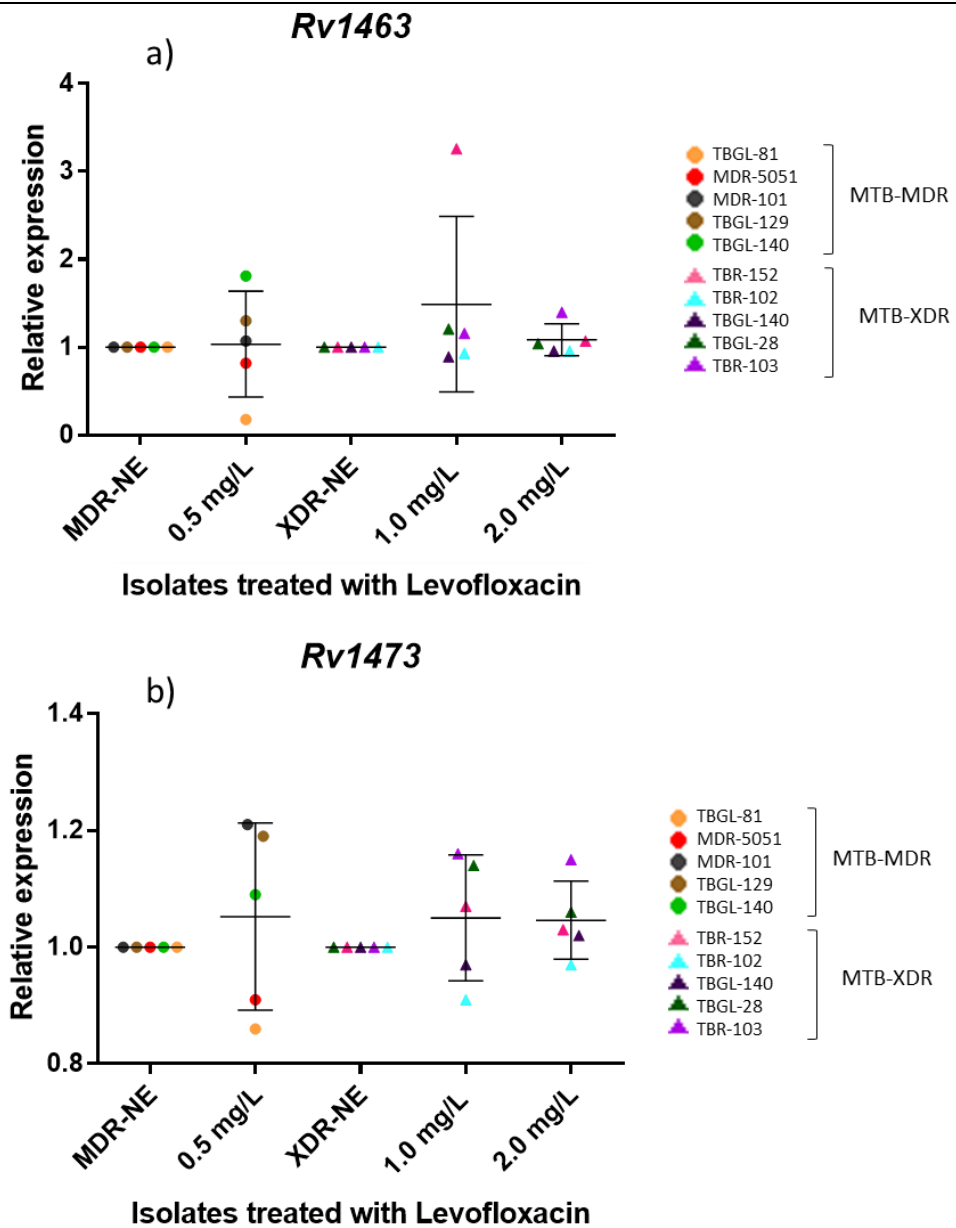 Rv1463
a)
4
3
2
1
0
Relative expression
MDR-NE
0.5 mg/L
XDR-NE
1.0 mg/L
2.0 mg/L
Isolates treated with Levofloxacin
TBGL-81
MDR-5051
MDR-101
TBGL-129
TBGL-140
MTB-MDR
TBR-152
TBR-102
TBGL-140
TBGL-28
TBR-103
MTB-XDR
Rv1473
b)
1.4
1.2
1.0
0.8
Relative expression
MDR-NE
0.5 mg/L
XDR-NE
1.0 mg/L
2.0 mg/L
Isolates treated with Levofloxacin
TBGL-81
MDR-5051
MDR-101
TBGL-129
TBGL-140
MTB-MDR
TBR-152
TBR-102
TBGL-140
TBGL-28
TBR-103
MTB-XDR